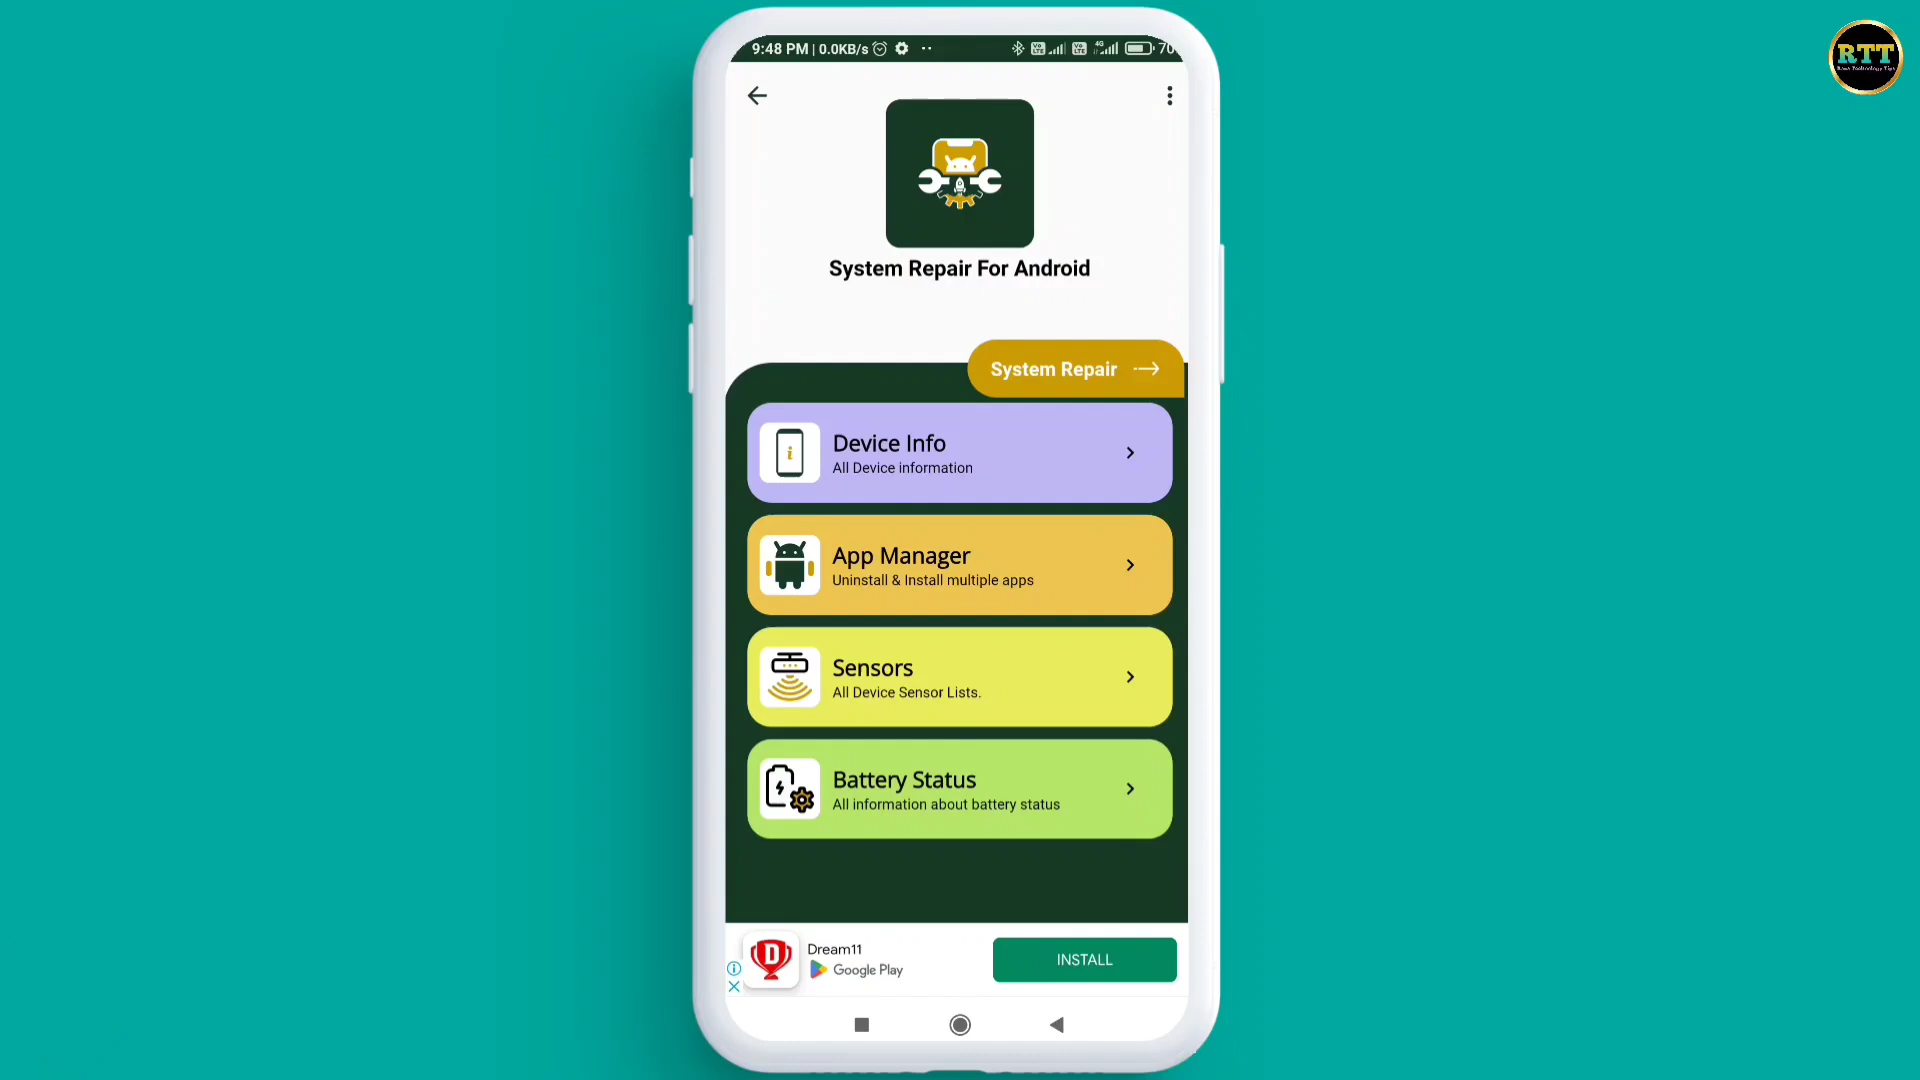 9:48 PM | 0.0KB/s
4G
70
RTT
System Repair For Android
System Repair
Device Info
All Device information
App Manager
Uninstall & Install multiple apps
Sensors
All Device Sensor Lists.
Battery Status
All information about battery status
Dream11
Google Play
INSTALL